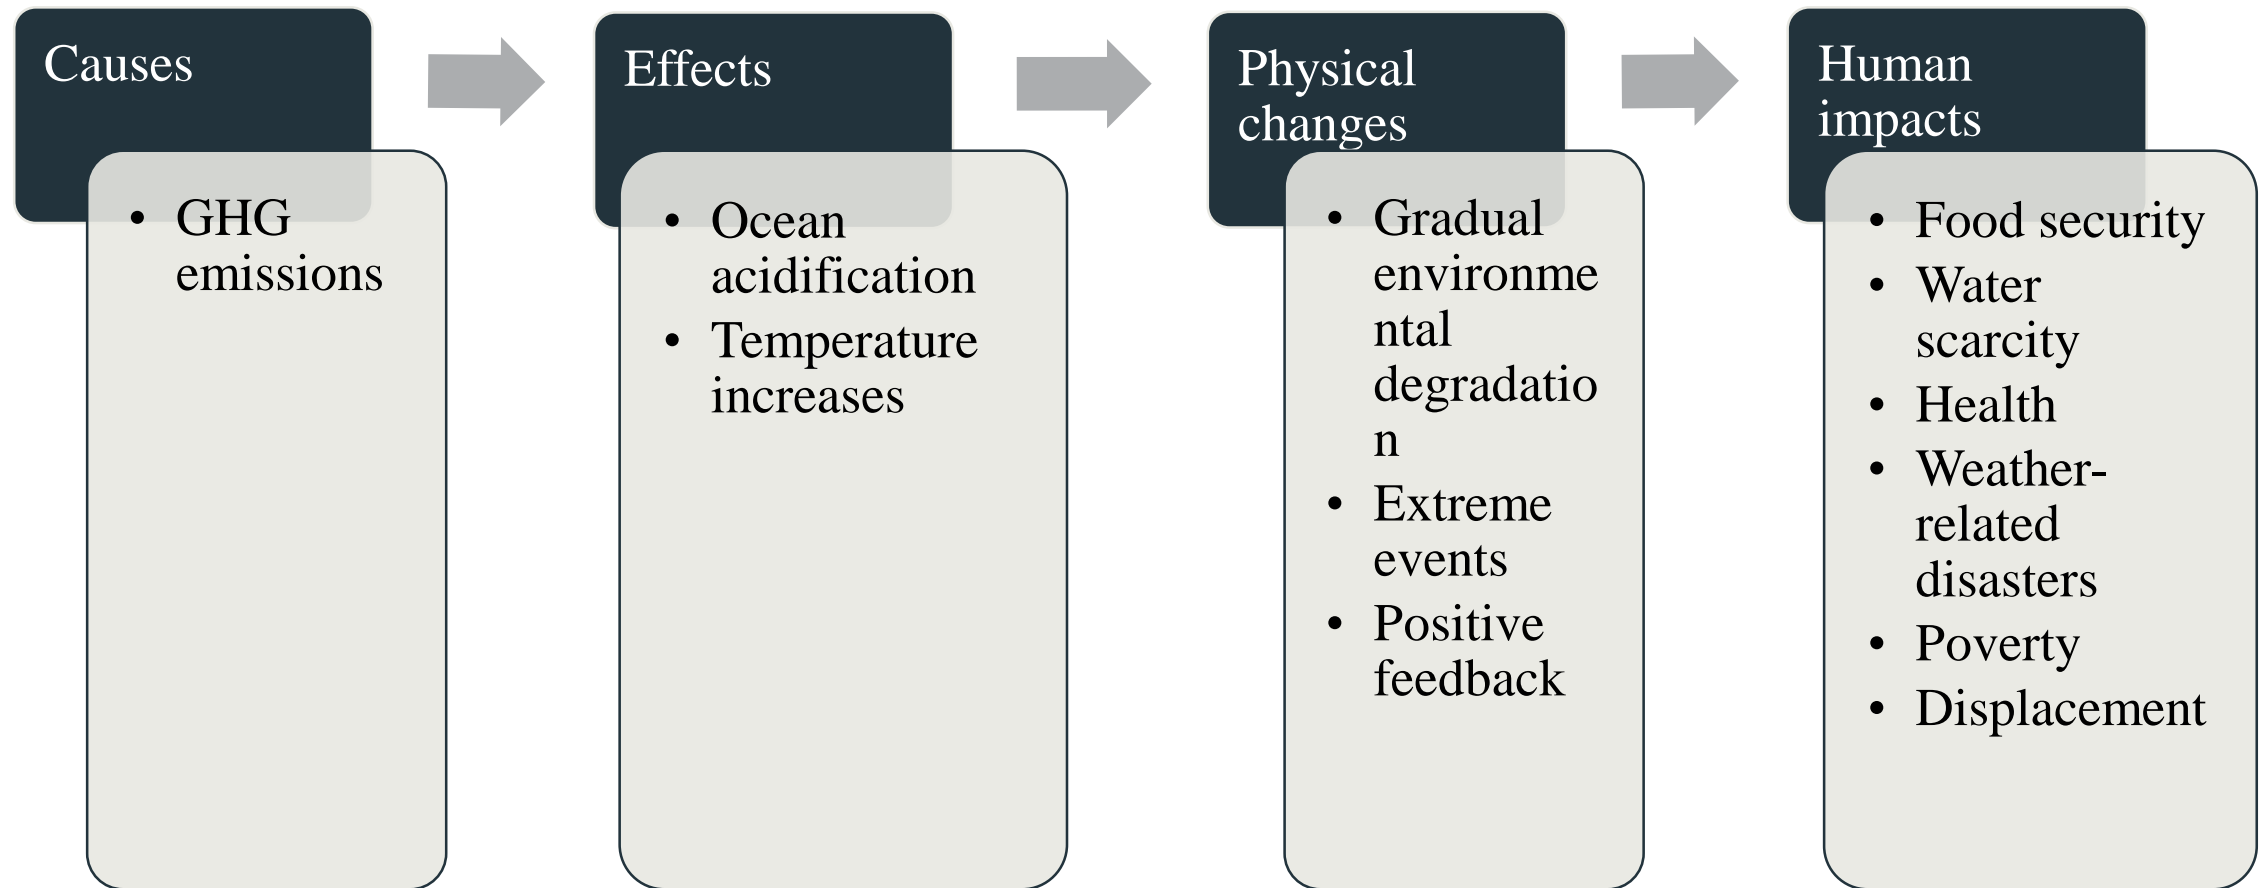 Causes
• GHG
emissions
Effects
• Ocean
acidification
• Temperature
increases
Physical
changes
• Gradual
environme
ntal
degradatio
n
• Extreme
events
• Positive
feedback
Human
impacts
• Food security
• Water
scarcity
• Health
• Weather-
related
disasters
• Poverty
• Displacement